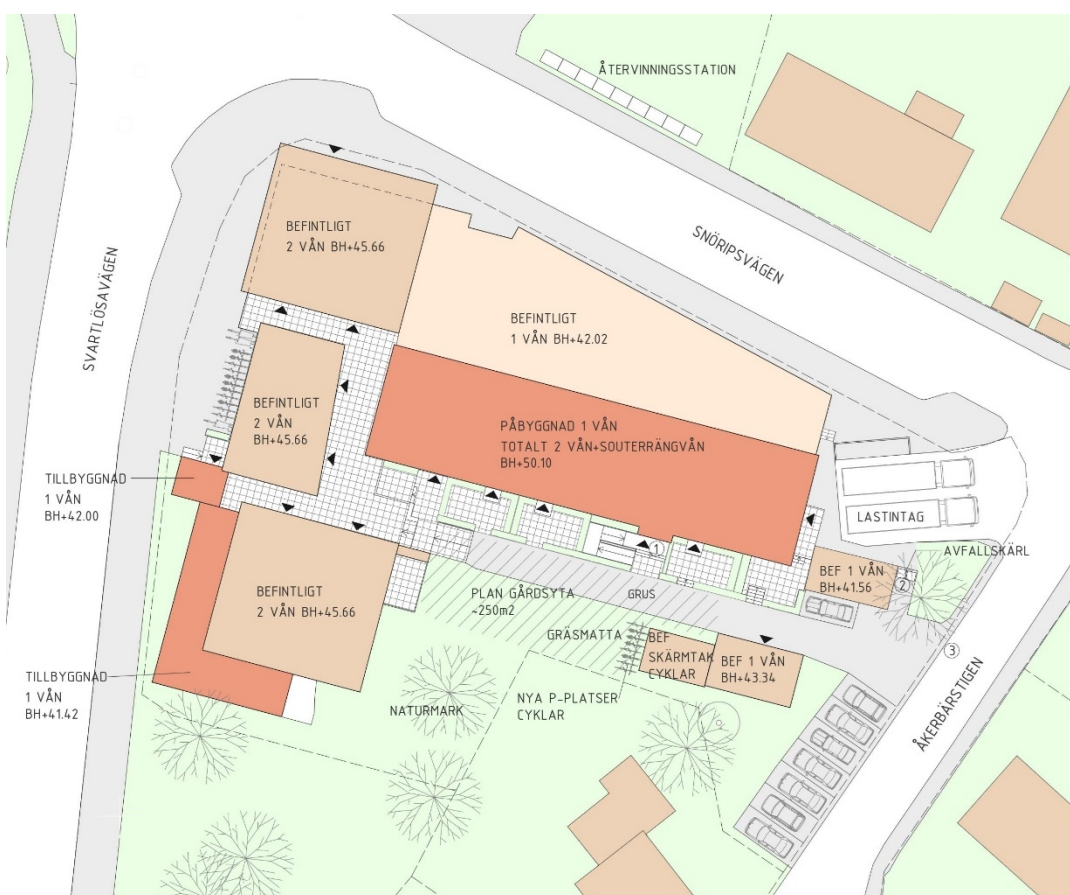 ÅTERVINNINGSSTATION
SNÖRIPSVÄGEN
SVARTLÖSAVÄGEN
BEFINTLIGT
2 VÅN BH+45.66
BEFINTLIGT
1 VÅN BH+42.02
BEFINTLIGT
2 VÅN
BH+45.66
PÅBYGGNAD 1 VÅN
TOTALT 2 VÅN+SOUTERRÄNGVÅN
BH+50.10
TILLBYGGNAD
1 VÅN
BH+42.00
LASTINTAG
AVFALLSKÄRL
1
BEF 1 VÅN
BH+41.56
2
BEFINTLIGT
2 VÅN BH+45.66
PLAN GÅRDSYTA
~250m2
GRUS
GRÄSMATTA
BEF
SKÄRMTAK
CYKLAR
BEF 1 VÅN
BH+43.34
3
TILLBYGGNAD
1 VÅN
BH+41.42
NATURMARK
NYA P-PLATSER
CYKLAR
ÅKERBÄRSTIGEN